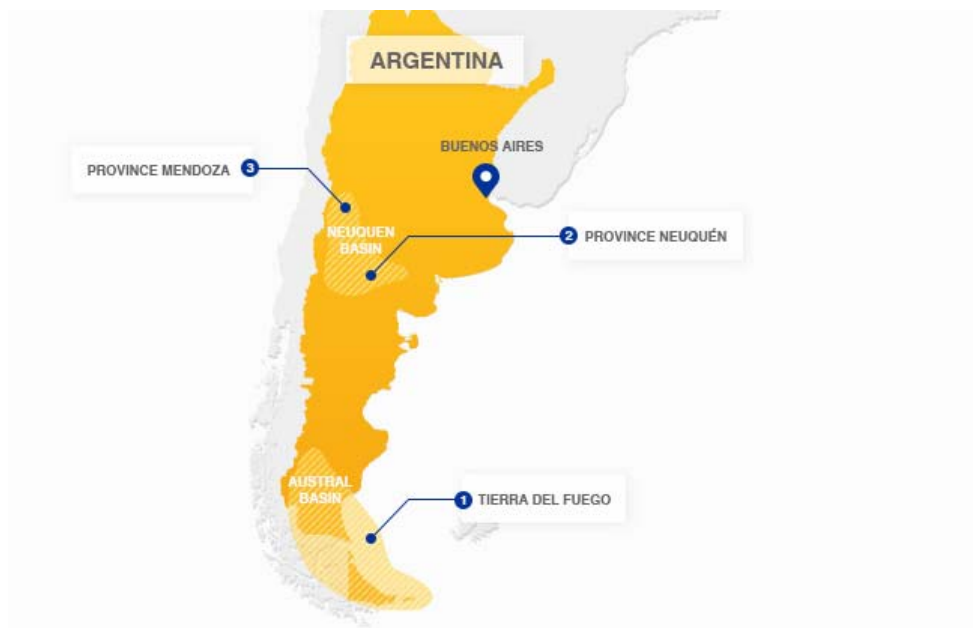 ARGENTINA
BUENOS AIRES
PROVINCE MENDOZA 3
NEUQUEN
BASIN
2 PROVINCE NEUQUÉN
AUSTRAL
BASIN
1 TIERRA DEL FUEGO